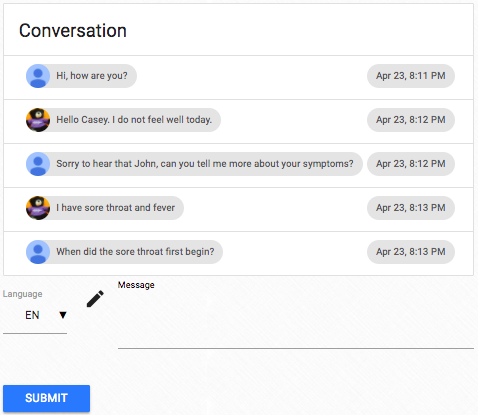 Conversation
Hi, how are you? Apr 23, 8:11 PM
Hello Casey. I do not feel well today. Apr 23, 8:12 PM
Sorry to hear that John, can you tell me more about your symptoms? Apr 23, 8:12 PM
I have sore throat and fever Apr 23, 8:13 PM
When did the sore throat first begin? Apr 23, 8:13 PM
Language
EN
Message
SUBMIT